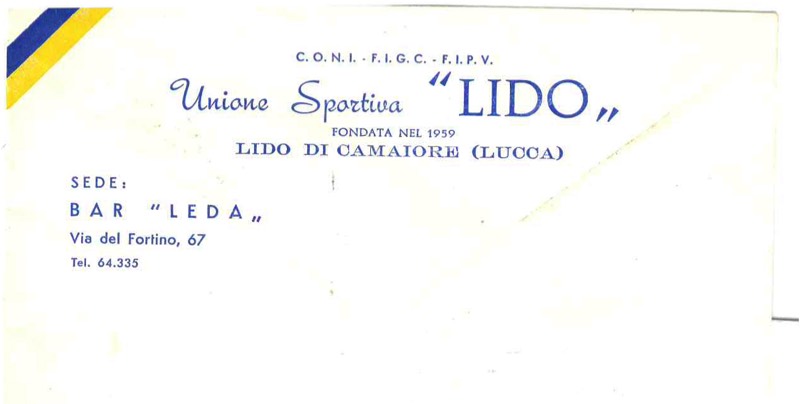 C. O. N. I. - F. I. G. C. - F. I. P. V.
Unione Sportiva “LIDO„
FONDATA NEL 1959
LIDO DI CAMAIORE (LUCCA)
SEDE:
BAR “LEDA„
Via del Fortino, 67
Tel. 64.335